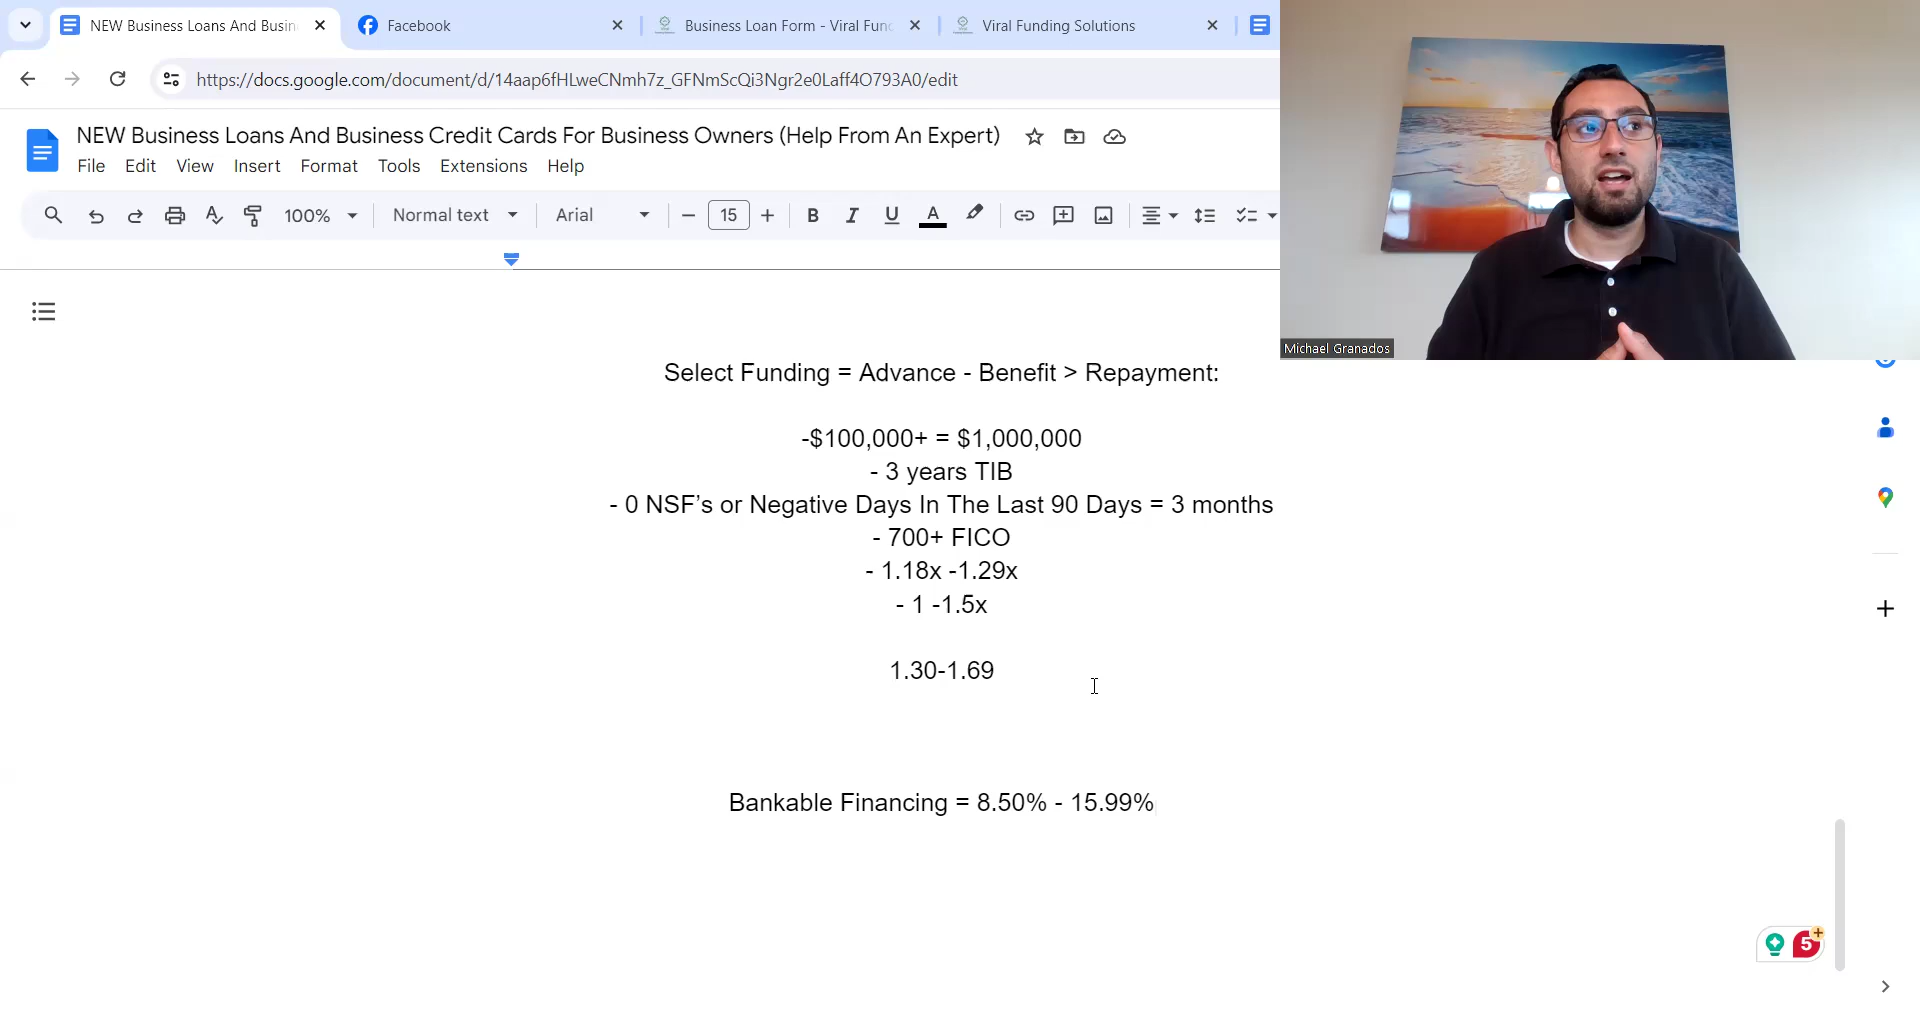 NEW Business Loans And Busin
Facebook
Business Loan Form - Viral Func
Viral Funding Solutions
https://docs.google.com/document/d/14aap6fHLweCNmh7z_GFNmScQi3Ngr2e0Laff4O793A0/edit
NEW Business Loans And Business Credit Cards For Business Owners (Help From An Expert)
File Edit View Insert Format Tools Extensions Help
100% Normal text Arial 15 B I U A
Michael Granados
Select Funding = Advance - Benefit > Repayment:
-$100,000+ = $1,000,000
- 3 years TIB
- 0 NSF’s or Negative Days In The Last 90 Days = 3 months
- 700+ FICO
- 1.18x -1.29x
- 1 -1.5x
1.30-1.69
Bankable Financing = 8.50% - 15.99%
5